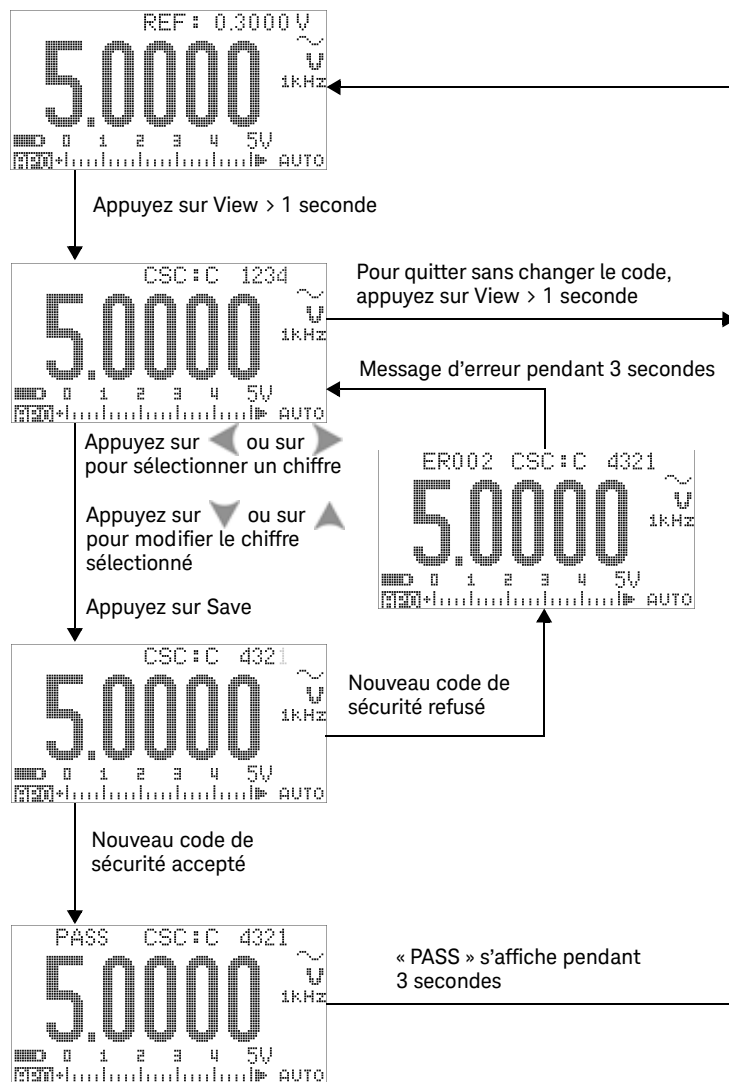 REF: 0.3000 V
5.0000
V
1kHz
0 1 2 3 4 5V
APO AUTO
Appuyez sur View > 1 seconde
CSC:C 1234
5.0000
V
1kHz
0 1 2 3 4 5V
APO AUTO
Pour quitter sans changer le code,
appuyez sur View > 1 seconde
Message d'erreur pendant 3 secondes
Appuyez sur ou sur
pour sélectionner un chiffre
Appuyez sur ou sur
pour modifier le chiffre
sélectionné
Appuyez sur Save
ER002 CSC:C 4321
5.0000
V
1kHz
0 1 2 3 4 5V
APO AUTO
CSC:C 4321
5.0000
V
1kHz
0 1 2 3 4 5V
APO AUTO
Nouveau code de
sécurité refusé
Nouveau code de
sécurité accepté
PASS CSC:C 4321
5.0000
V
1kHz
0 1 2 3 4 5V
APO AUTO
« PASS » s'affiche pendant
3 secondes